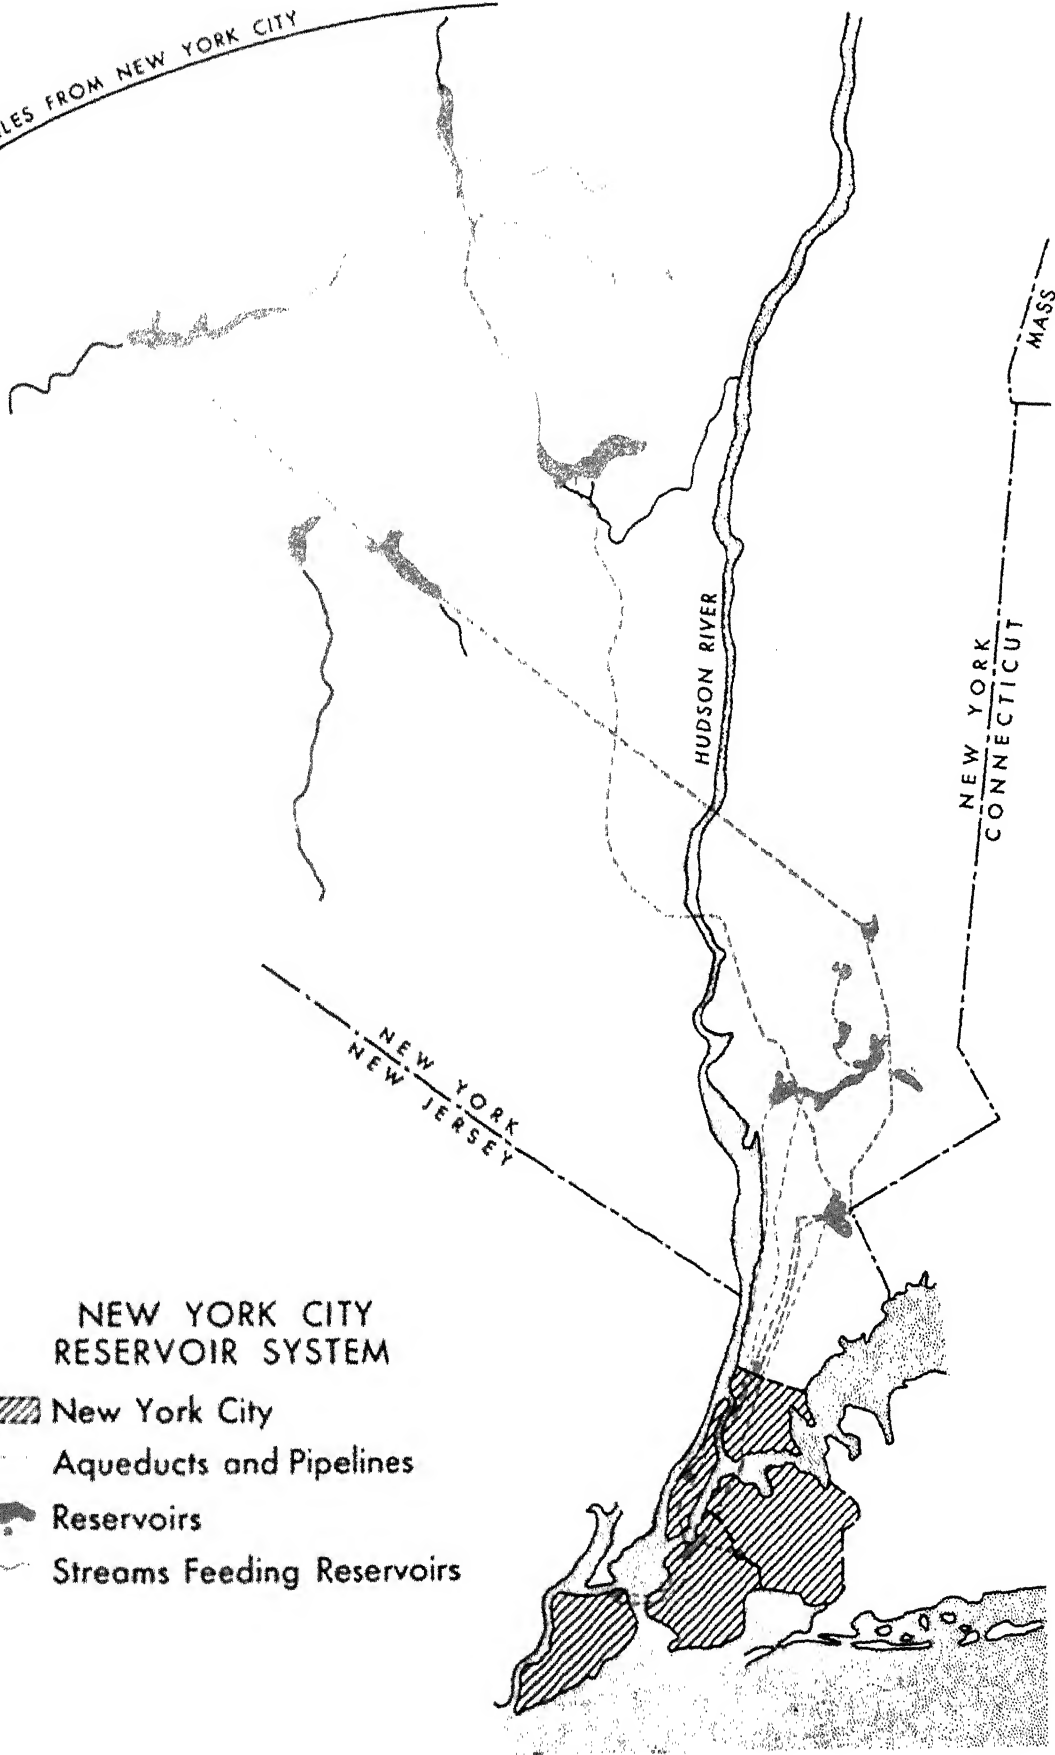 FROM NEW YORK CITY
MASS
HUDSON RIVER
NEW YORK
CONNECTICUT
NEW YORK
NEW JERSEY
NEW YORK CITY
RESERVOIR SYSTEM
New York City
Aqueducts and Pipelines
Reservoirs
Streams Feeding Reservoirs